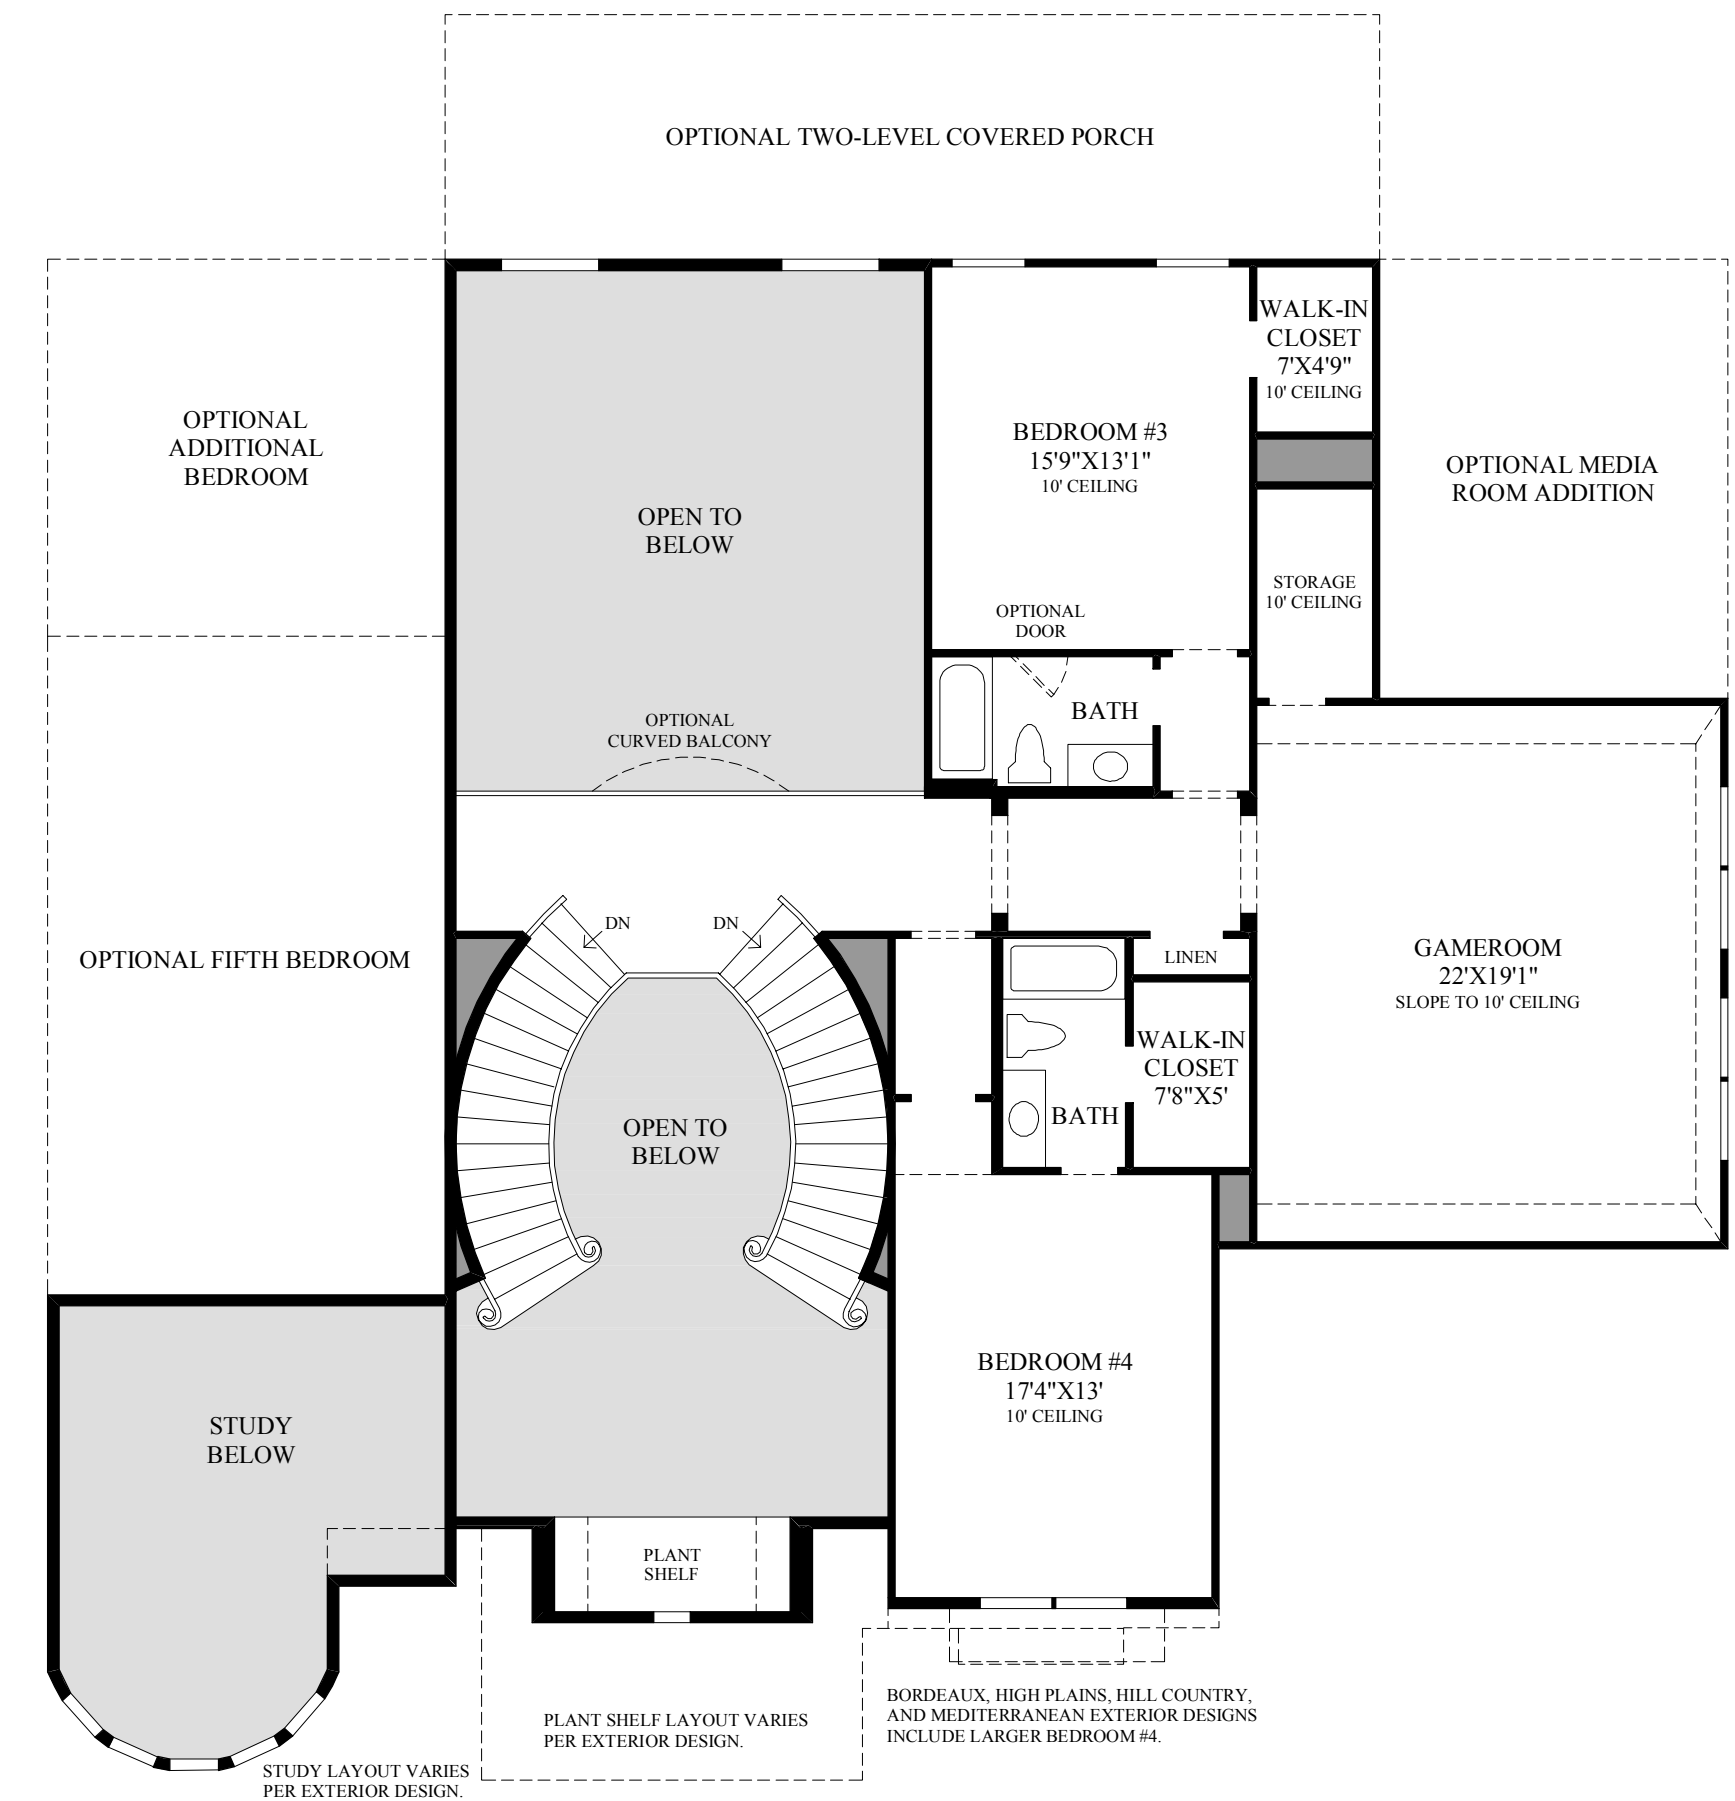 OPTIONAL TWO-LEVEL COVERED PORCH
WALK-IN
CLOSET
7'X4'9"
10' CEILING
OPTIONAL
ADDITIONAL
BEDROOM
BEDROOM #3
15'9"X13'1"
10' CEILING
OPTIONAL MEDIA
ROOM ADDITION
OPEN TO
BELOW
STORAGE
10' CEILING
OPTIONAL
DOOR
BATH
OPTIONAL
CURVED BALCONY
DN
DN
OPTIONAL FIFTH BEDROOM
LINEN
GAMEROOM
22'X19'1"
SLOPE TO 10' CEILING
WALK-IN
CLOSET
7'8"X5'
BATH
OPEN TO
BELOW
BEDROOM #4
17'4"X13'
10' CEILING
STUDY
BELOW
PLANT
SHELF
BORDEAUX, HIGH PLAINS, HILL COUNTRY,
AND MEDITERRANEAN EXTERIOR DESIGNS
INCLUDE LARGER BEDROOM #4.
PLANT SHELF LAYOUT VARIES
PER EXTERIOR DESIGN.
STUDY LAYOUT VARIES
PER EXTERIOR DESIGN.